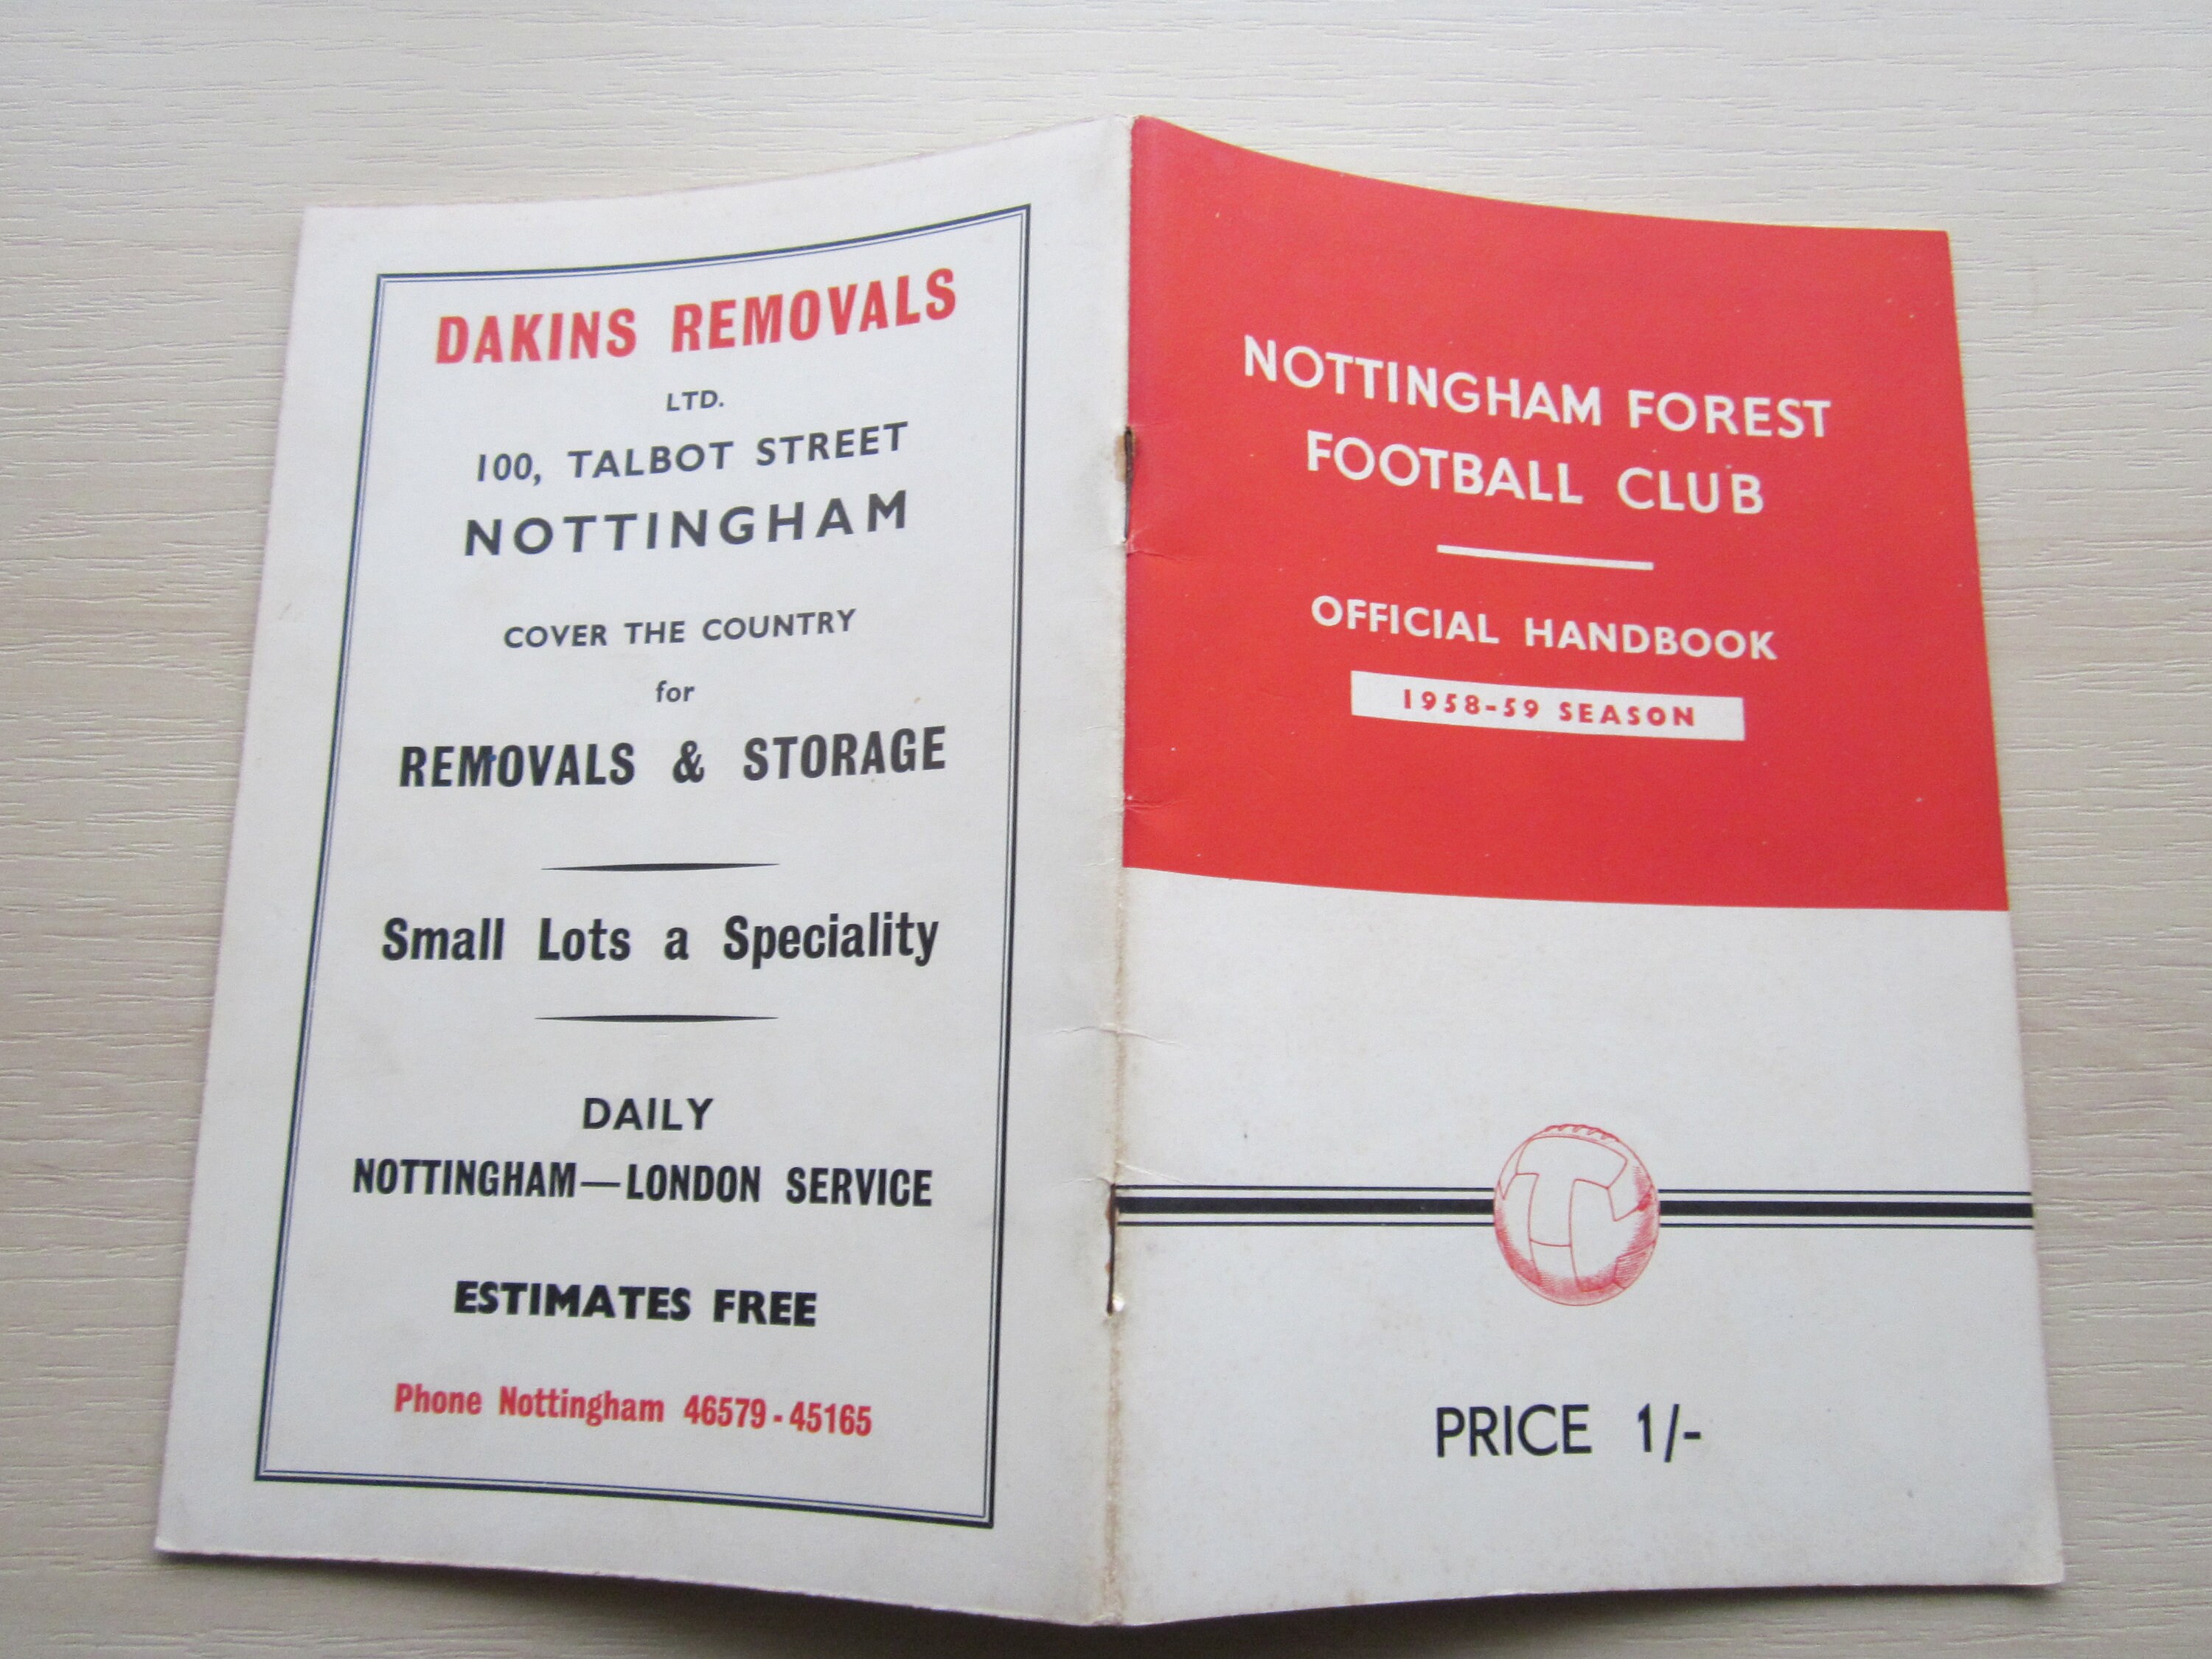 DAKINS REMOVALS
LTD.
100, TALBOT STREET
NOTTINGHAM
COVER THE COUNTRY
for
REMOVALS & STORAGE
Small Lots a Speciality
DAILY
NOTTINGHAM—LONDON SERVICE
ESTIMATES FREE
Phone Nottingham 46579-45165
NOTTINGHAM FOREST
FOOTBALL CLUB
OFFICIAL HANDBOOK
1958-59 SEASON
PRICE 1/-